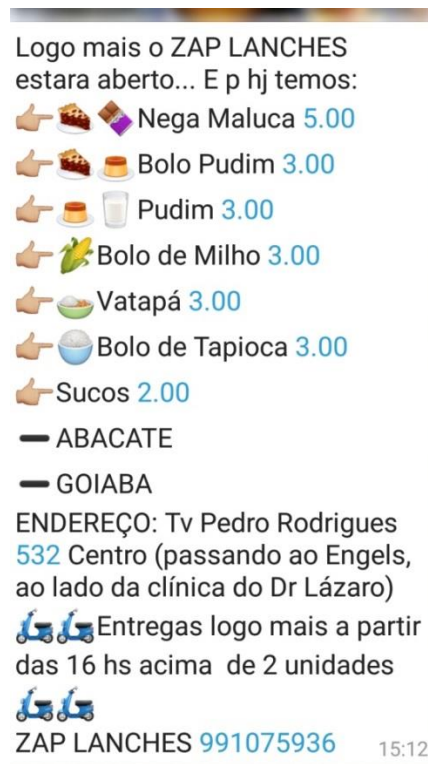 Logo mais o ZAP LANCHES
estara aberto... E p hj temos:
👉🏼🥧🍫Nega Maluca 5.00
👉🏼🥧🍮Bolo Pudim 3.00
👉🏼🍮🥛Pudim 3.00
👉🏼🌽Bolo de Milho 3.00
👉🏼🍧Vatapá 3.00
👉🏼🍚Bolo de Tapioca 3.00
👉🏼Sucos 2.00
➖ABACATE
➖GOIABA
ENDEREÇO: Tv Pedro Rodrigues
532 Centro (passando ao Engels,
ao lado da clínica do Dr Lázaro)
🛵🛵Entregas logo mais a partir
das 16 hs acima de 2 unidades
🛵🛵
ZAP LANCHES 991075936 15:12